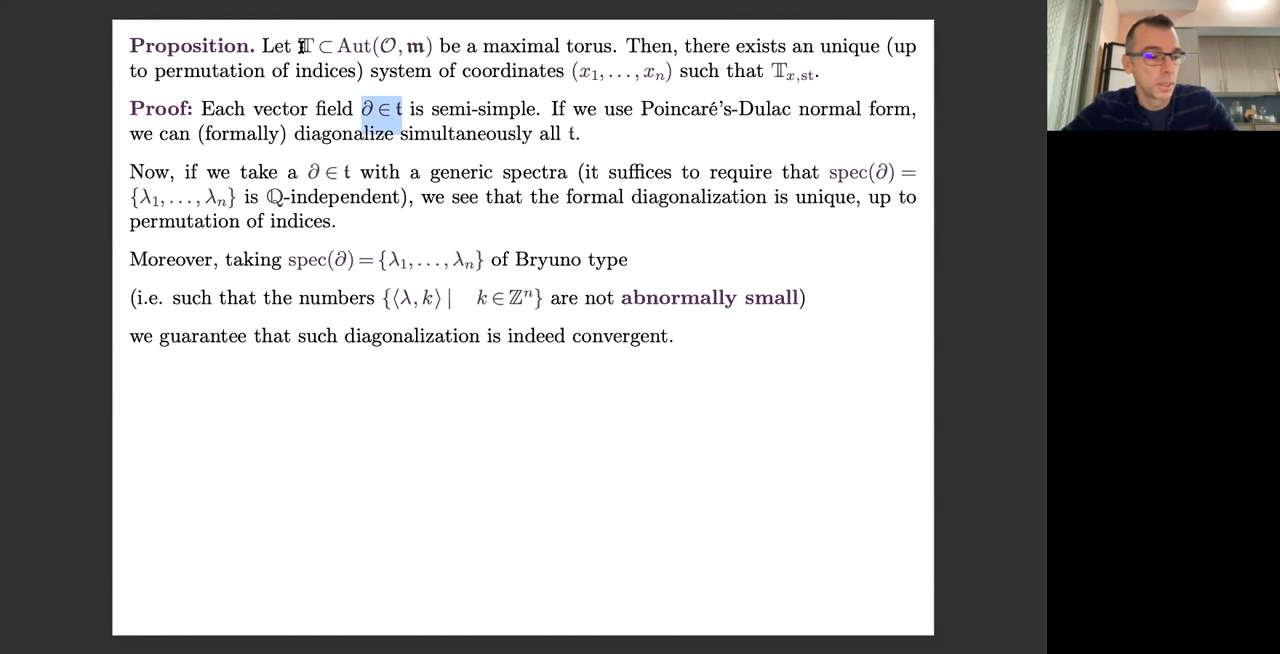 Proposition. Let 𝕋 ⊂ Aut(𝒪, 𝔪) be a maximal torus. Then, there exists an unique (up
to permutation of indices) system of coordinates (x₁, . . . , xₙ) such that 𝕋ₓ,ₛₜ.
Proof: Each vector field ∂ ∈ 𝔱 is semi-simple. If we use Poincaré's-Dulac normal form,
we can (formally) diagonalize simultaneously all 𝔱.
Now, if we take a ∂ ∈ 𝔱 with a generic spectra (it suffices to require that spec(∂) =
{λ₁, . . . , λₙ} is ℚ-independent), we see that the formal diagonalization is unique, up to
permutation of indices.
Moreover, taking spec(∂) = {λ₁, . . . , λₙ} of Bryuno type
(i.e. such that the numbers {⟨λ, k⟩ | k ∈ ℤⁿ} are not abnormally small)
we guarantee that such diagonalization is indeed convergent.